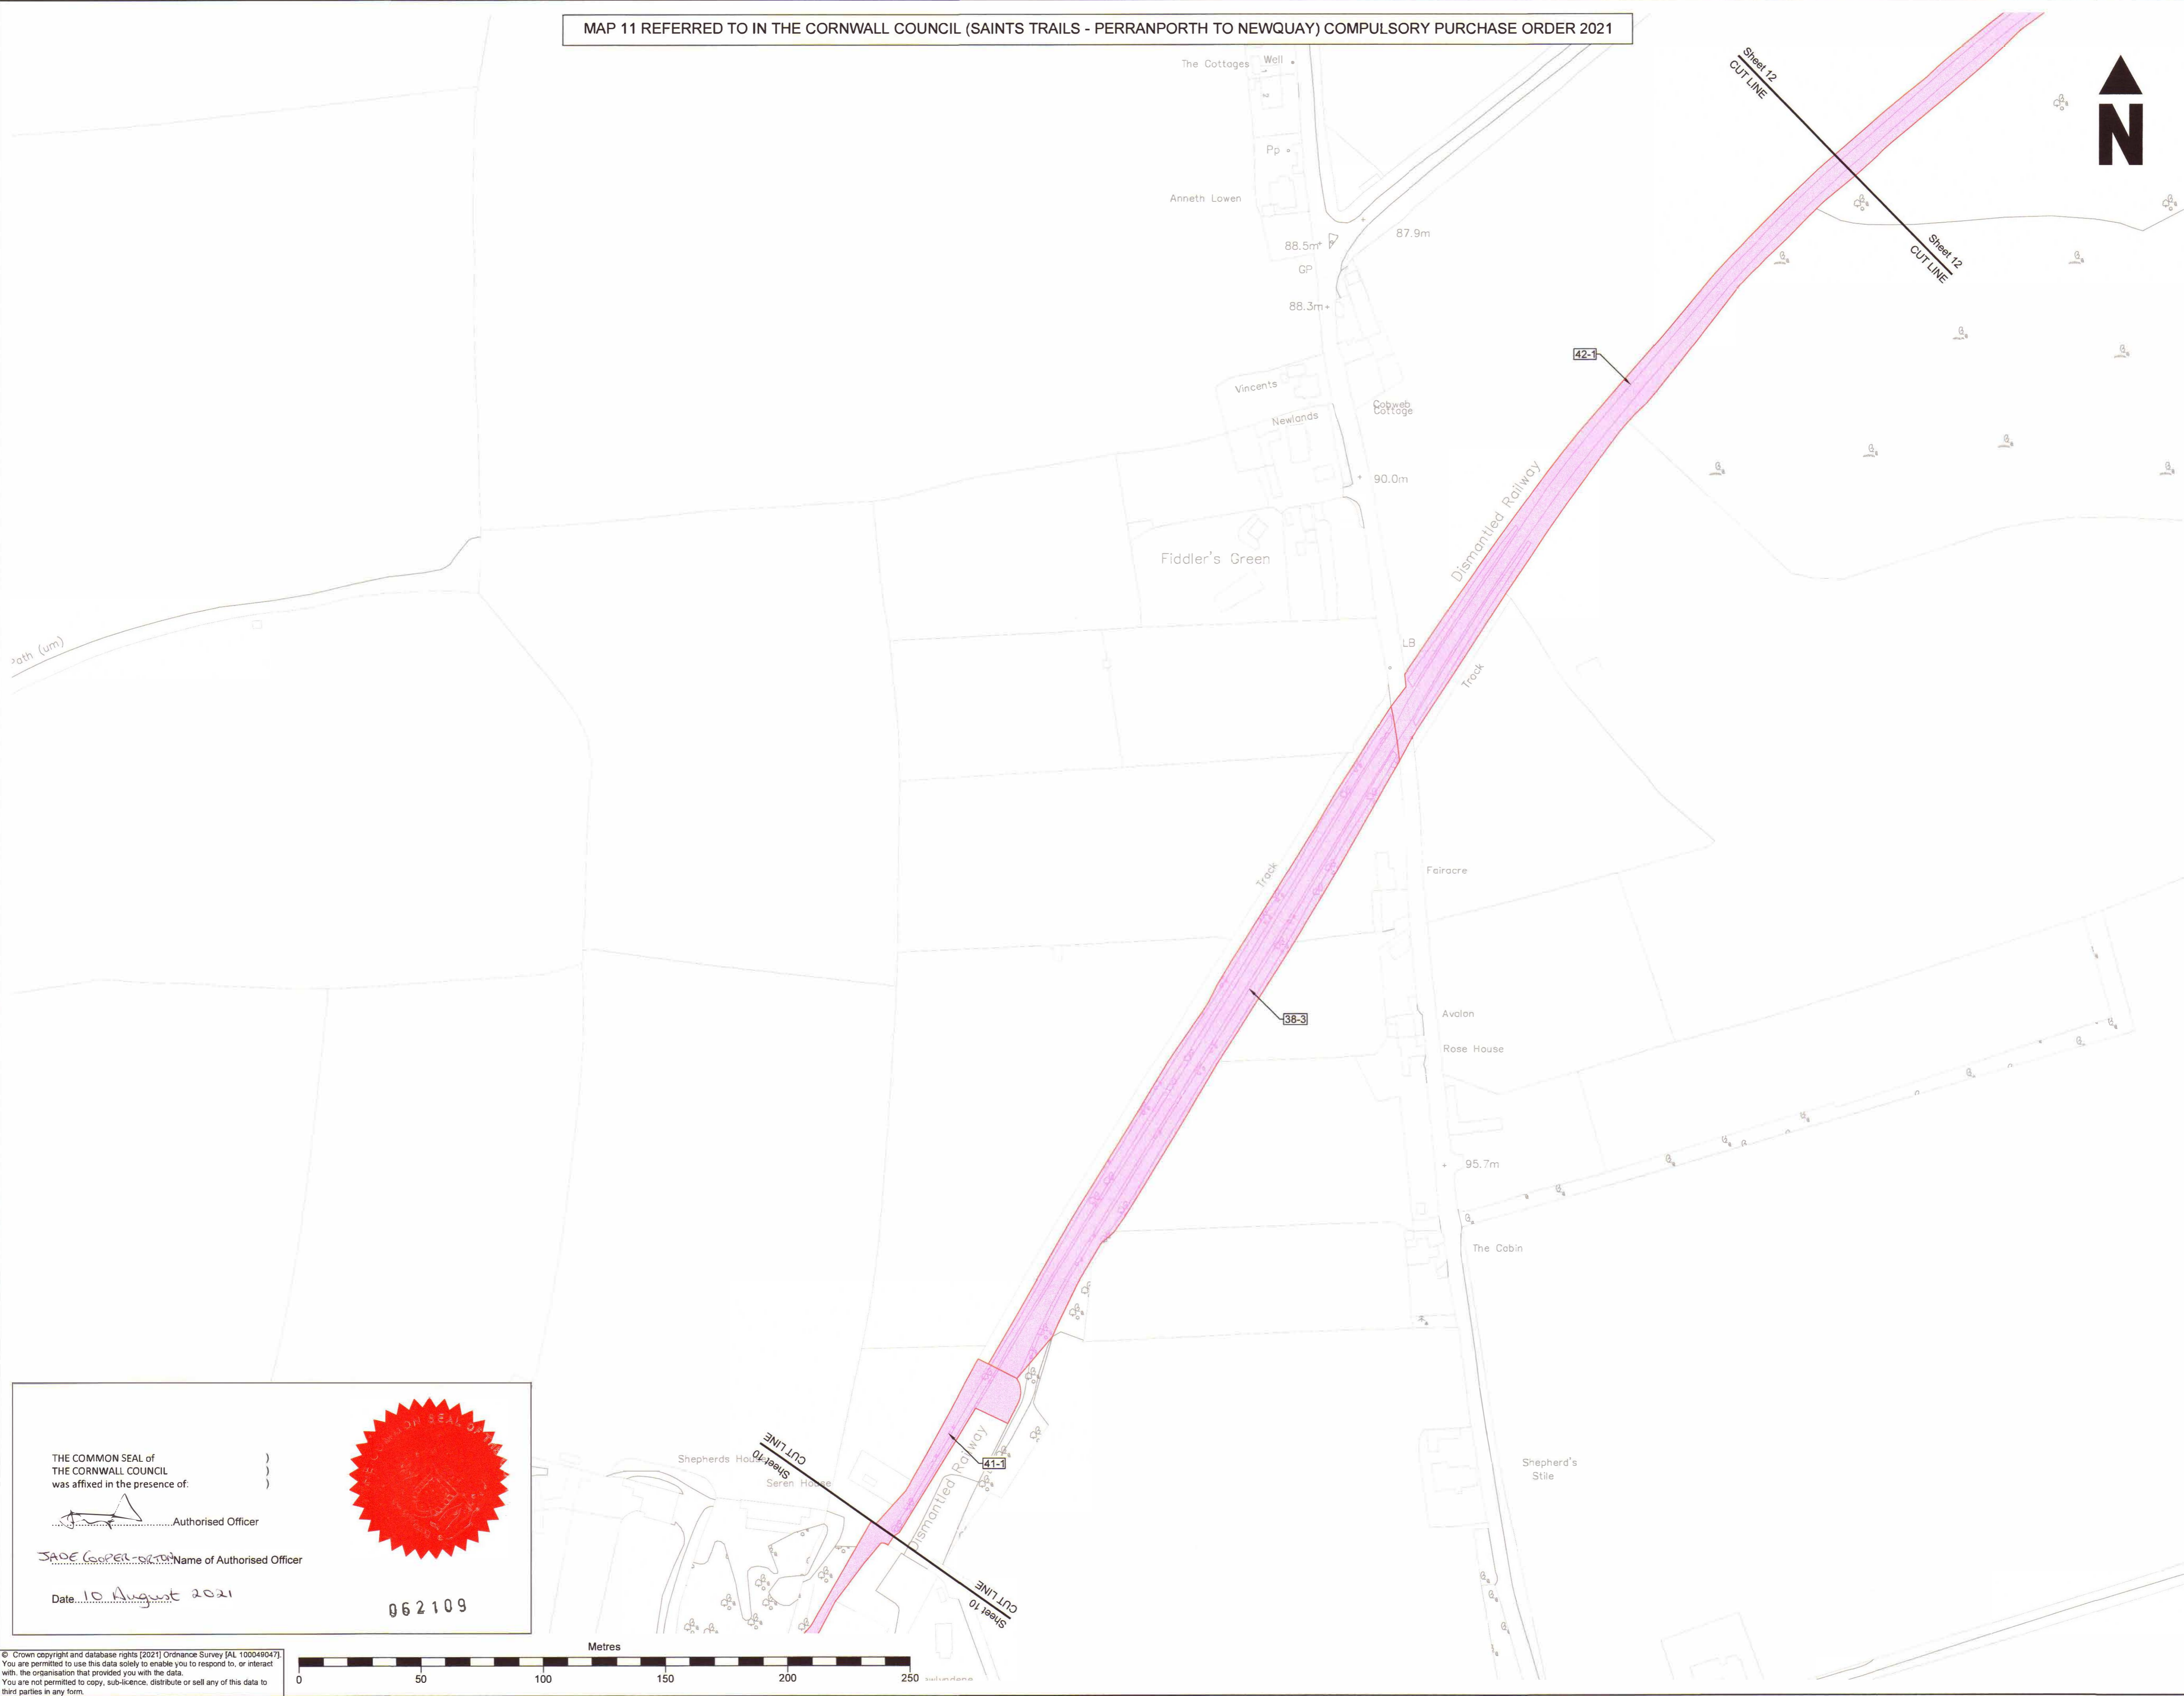 MAP 11 REFERRED TO IN THE CORNWALL COUNCIL (SAINTS TRAILS - PERRANPORTH TO NEWQUAY) COMPULSORY PURCHASE ORDER 2021
Sheet 12
CUT LINE
N
The Cottages
Well
2
Pp
Anneth Lowen
88.5m
87.9m
GP
88.3m
Sheet 12
CUT LINE
42-1
Vincents
Newlands
Cobweb
Cottage
90.0m
Dismantled Railway
Fiddler's Green
Path (um)
LB
Track
Track
Fairacre
38-3
Avalon
Rose House
95.7m
The Cabin
Shepherds House
Seren House
Sheet 10
CUT LINE
41-1
Dismantled Railway
Shepherd's
Stile
Sheet 10
CUT LINE
THE COMMON SEAL of )
THE CORNWALL COUNCIL )
was affixed in the presence of: )
Authorised Officer
JADE COOPER-ORTON Name of Authorised Officer
Date 10 August 2021
COMMON SEAL OF THE
062109
© Crown copyright and database rights [2021] Ordnance Survey [AL 100049047].
You are permitted to use this data solely to enable you to respond to, or interact
with, the organisation that provided you with the data.
You are not permitted to copy, sub-licence, distribute or sell any of this data to
third parties in any form.
Metres
0 50 100 150 200 250